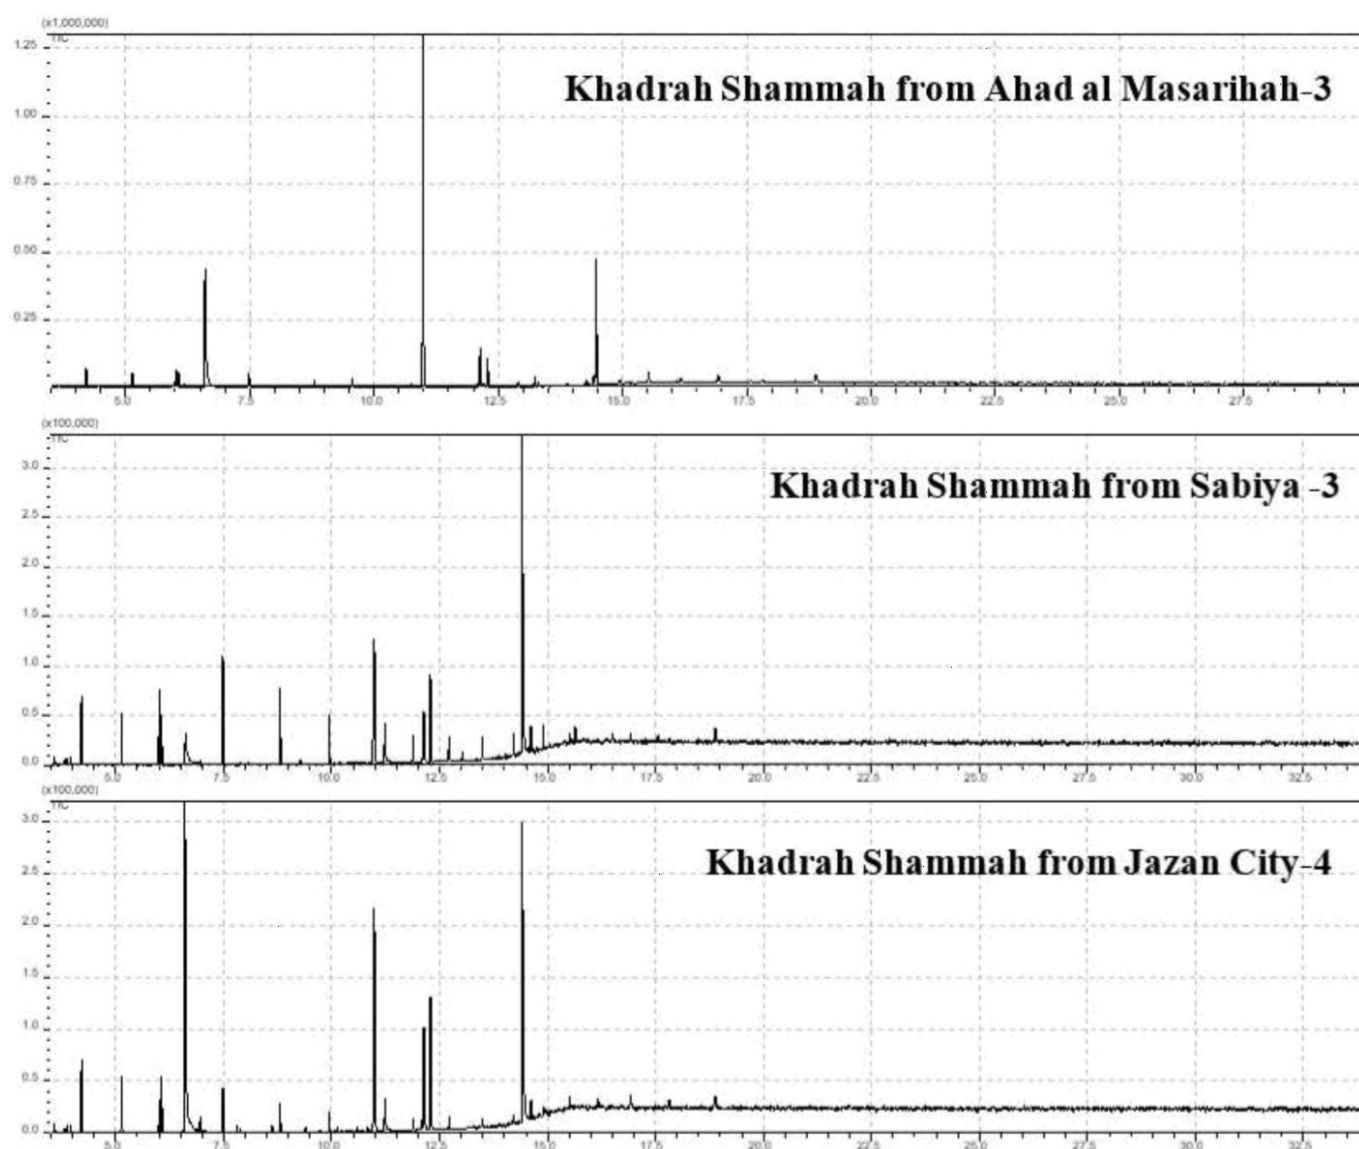 (x1,000,000)
TIC
1.25
Khadrah Shammah from Ahad al Masarihah-3
1.00
0.75
0.50
0.25
5.0 7.5 10.0 12.5 15.0 17.5 20.0 22.5 25.0 27.5
(x100,000)
TIC
3.0
Khadrah Shammah from Sabiya -3
2.5
2.0
1.5
1.0
0.5
0.0
5.0 7.5 10.0 12.5 15.0 17.5 20.0 22.5 25.0 27.5 30.0 32.5
(x100,000)
TIC
3.0
Khadrah Shammah from Jazan City-4
2.5
2.0
1.5
1.0
0.5
0.0
5.0 7.5 10.0 12.5 15.0 17.5 20.0 22.5 25.0 27.5 30.0 32.5